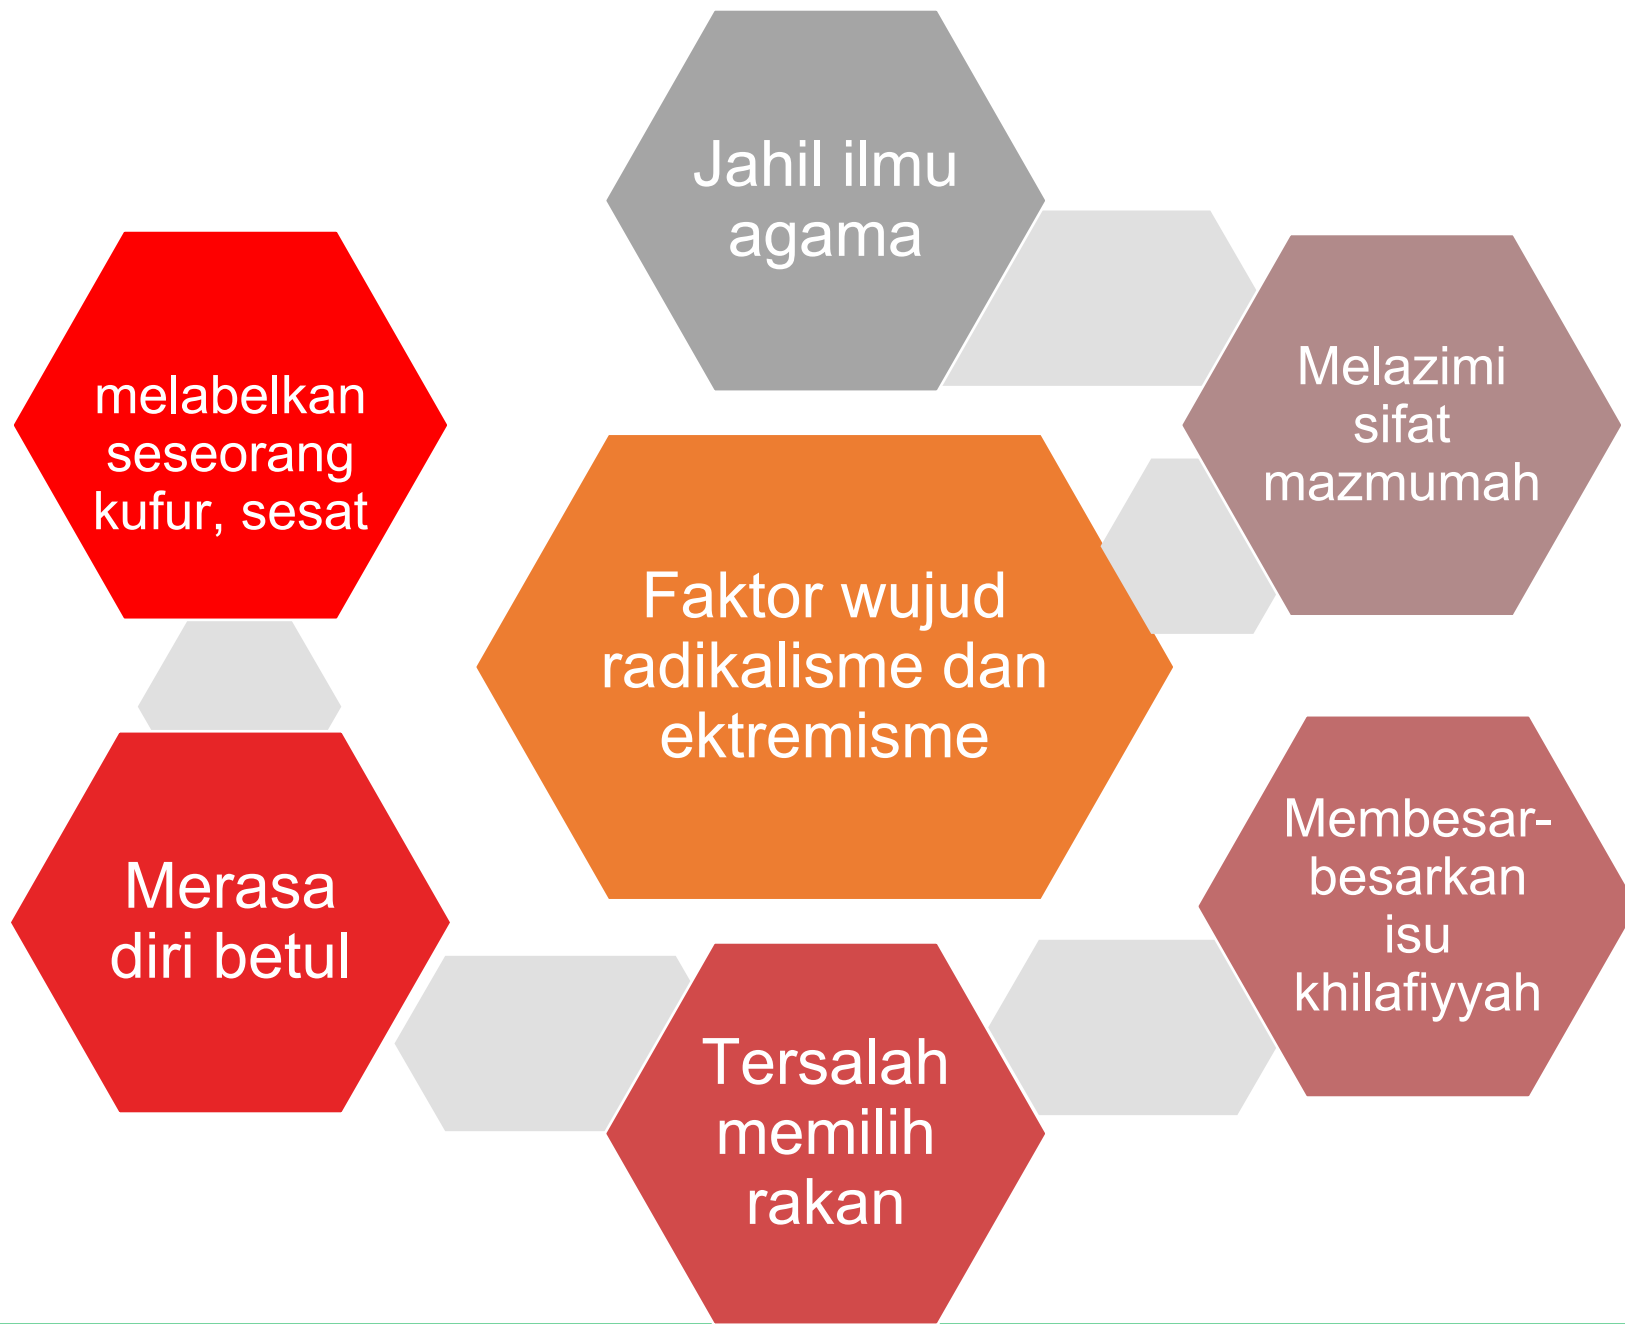 Jahil ilmu
agama
Melazimi
sifat
mazmumah
Membesar-
besarkan
isu
khilafiyyah
Tersalah
memilih
rakan
Merasa
diri betul
melabelkan
seseorang
kufur, sesat
Faktor wujud
radikalisme dan
ektremisme